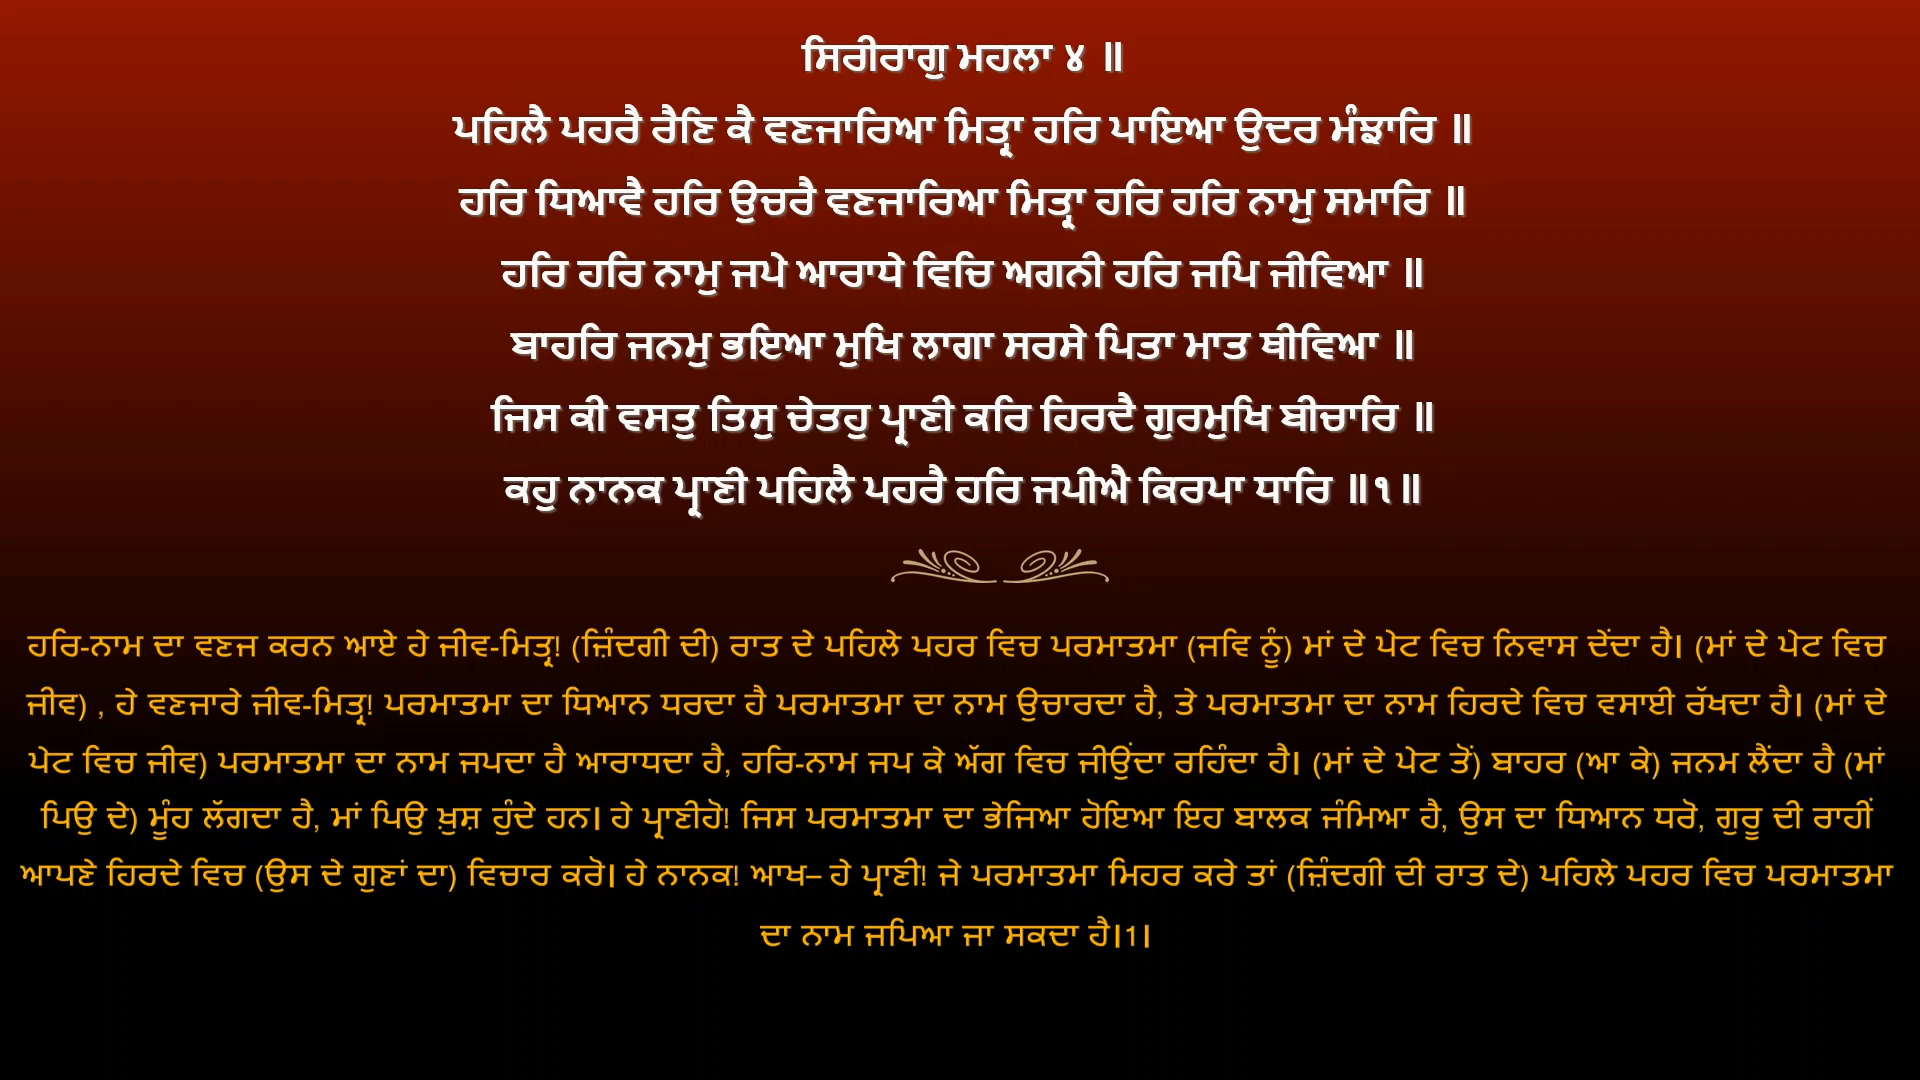 ਸਿਰੀਰਾਗੁ ਮਹਲਾ ੪ ॥
ਪਹਿਲੈ ਪਹਰੈ ਰੈਣਿ ਕੈ ਵਣਜਾਰਿਆ ਮਿਤ੍ਰਾ ਹਰਿ ਪਾਇਆ ਉਦਰ ਮੰਝਾਰਿ ॥
ਹਰਿ ਧਿਆਵੈ ਹਰਿ ਉਚਰੈ ਵਣਜਾਰਿਆ ਮਿਤ੍ਰਾ ਹਰਿ ਹਰਿ ਨਾਮੁ ਸਮਾਰਿ ॥
ਹਰਿ ਹਰਿ ਨਾਮੁ ਜਪੇ ਆਰਾਧੇ ਵਿਚਿ ਅਗਨੀ ਹਰਿ ਜਪਿ ਜੀਵਿਆ ॥
ਬਾਹਰਿ ਜਨਮੁ ਭਇਆ ਮੁਖਿ ਲਾਗਾ ਸਰਸੇ ਪਿਤਾ ਮਾਤ ਥੀਵਿਆ ॥
ਜਿਸ ਕੀ ਵਸਤੁ ਤਿਸੁ ਚੇਤਹੁ ਪ੍ਰਾਣੀ ਕਰਿ ਹਿਰਦੈ ਗੁਰਮੁਖਿ ਬੀਚਾਰਿ ॥
ਕਹੁ ਨਾਨਕ ਪ੍ਰਾਣੀ ਪਹਿਲੈ ਪਹਰੈ ਹਰਿ ਜਪੀਐ ਕਿਰਪਾ ਧਾਰਿ ॥੧॥
ਹਰਿ-ਨਾਮ ਦਾ ਵਣਜ ਕਰਨ ਆਏ ਹੇ ਜੀਵ-ਮਿਤ੍ਰ! (ਜ਼ਿੰਦਗੀ ਦੀ) ਰਾਤ ਦੇ ਪਹਿਲੇ ਪਹਰ ਵਿਚ ਪਰਮਾਤਮਾ (ਜਵਿ ਨੂੰ) ਮਾਂ ਦੇ ਪੇਟ ਵਿਚ ਨਿਵਾਸ ਦੇਂਦਾ ਹੈ। (ਮਾਂ ਦੇ ਪੇਟ ਵਿਚ
ਜੀਵ) , ਹੇ ਵਣਜਾਰੇ ਜੀਵ-ਮਿਤ੍ਰ! ਪਰਮਾਤਮਾ ਦਾ ਧਿਆਨ ਧਰਦਾ ਹੈ ਪਰਮਾਤਮਾ ਦਾ ਨਾਮ ਉਚਾਰਦਾ ਹੈ, ਤੇ ਪਰਮਾਤਮਾ ਦਾ ਨਾਮ ਹਿਰਦੇ ਵਿਚ ਵਸਾਈ ਰੱਖਦਾ ਹੈ। (ਮਾਂ ਦੇ
ਪੇਟ ਵਿਚ ਜੀਵ) ਪਰਮਾਤਮਾ ਦਾ ਨਾਮ ਜਪਦਾ ਹੈ ਆਰਾਧਦਾ ਹੈ, ਹਰਿ-ਨਾਮ ਜਪ ਕੇ ਅੱਗ ਵਿਚ ਜੀਉਂਦਾ ਰਹਿੰਦਾ ਹੈ। (ਮਾਂ ਦੇ ਪੇਟ ਤੋਂ) ਬਾਹਰ (ਆ ਕੇ) ਜਨਮ ਲੈਂਦਾ ਹੈ (ਮਾਂ
ਪਿਉ ਦੇ) ਮੂੰਹ ਲੱਗਦਾ ਹੈ, ਮਾਂ ਪਿਉ ਖ਼ੁਸ਼ ਹੁੰਦੇ ਹਨ। ਹੇ ਪ੍ਰਾਣੀਹੋ! ਜਿਸ ਪਰਮਾਤਮਾ ਦਾ ਭੇਜਿਆ ਹੋਇਆ ਇਹ ਬਾਲਕ ਜੰਮਿਆ ਹੈ, ਉਸ ਦਾ ਧਿਆਨ ਧਰੋ, ਗੁਰੂ ਦੀ ਰਾਹੀਂ
ਆਪਣੇ ਹਿਰਦੇ ਵਿਚ (ਉਸ ਦੇ ਗੁਣਾਂ ਦਾ) ਵਿਚਾਰ ਕਰੋ। ਹੇ ਨਾਨਕ! ਆਖ– ਹੇ ਪ੍ਰਾਣੀ! ਜੇ ਪਰਮਾਤਮਾ ਮਿਹਰ ਕਰੇ ਤਾਂ (ਜ਼ਿੰਦਗੀ ਦੀ ਰਾਤ ਦੇ) ਪਹਿਲੇ ਪਹਰ ਵਿਚ ਪਰਮਾਤਮਾ
ਦਾ ਨਾਮ ਜਪਿਆ ਜਾ ਸਕਦਾ ਹੈ।1।